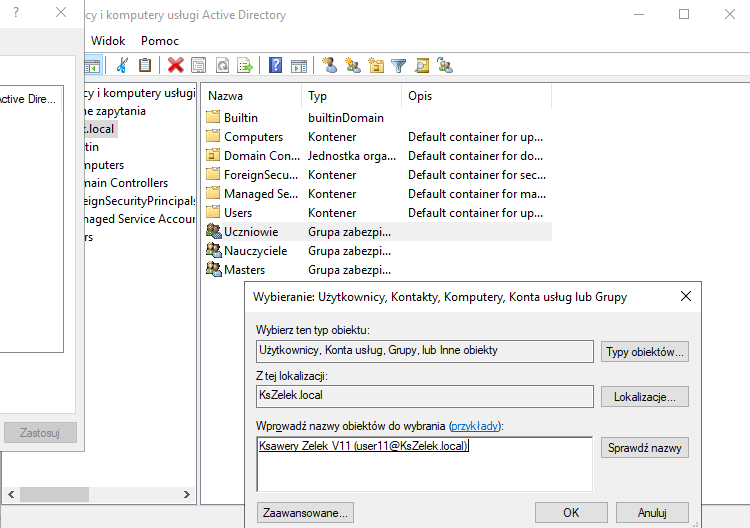 ?
cy i komputery usługi Active Directory
Widok Pomoc
Active Dire...
cy i komputery usługi
ne zapytania
k.local
tin
mputers
main Controllers
reignSecurityPrincipals
naged Service Accour
rs
Nazwa Typ Opis
Builtin builtinDomain
Computers Kontener Default container for up...
Domain Con... Jednostka orga... Default container for do...
ForeignSecu... Kontener Default container for sec...
Managed Se... Kontener Default container for ma...
Users Kontener Default container for up...
Uczniowie Grupa zabezpi...
Nauczyciele Grupa zabezpi...
Masters Grupa zabezpi...
Zastosuj
Wybieranie: Użytkownicy, Kontakty, Komputery, Konta usług lub Grupy
Wybierz ten typ obiektu:
Użytkownicy, Konta usług, Grupy, lub Inne obiekty
Typy obiektów...
Z tej lokalizacji:
KsZelek.local
Lokalizacje...
Wprowadź nazwy obiektów do wybrania (przykłady):
Ksawery Zelek V11 (user11@KsZelek.local)
Sprawdź nazwy
Zaawansowane...
OK
Anuluj